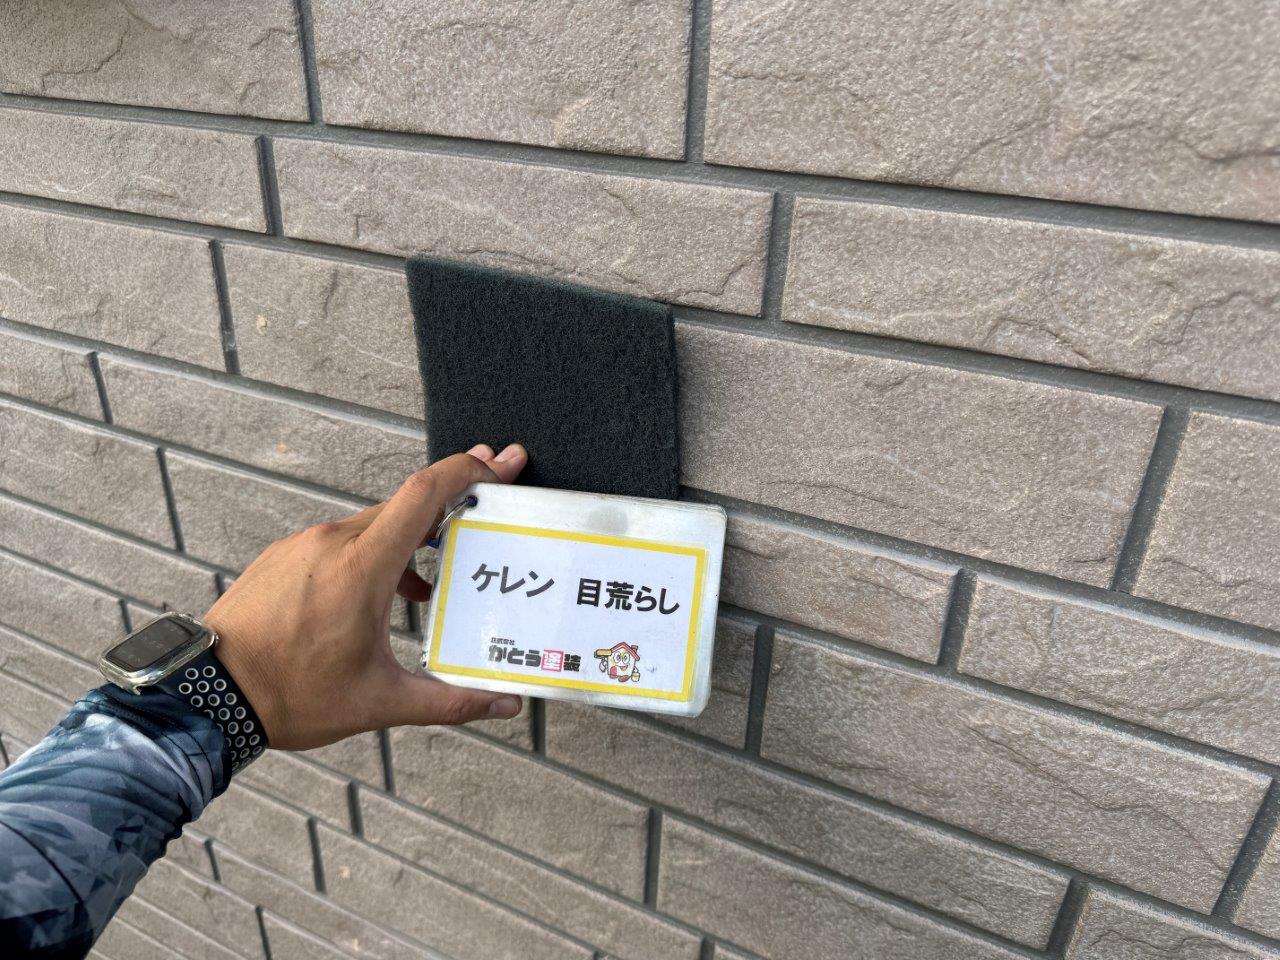 ケレン 目荒らし
株式会社
かとう塗装